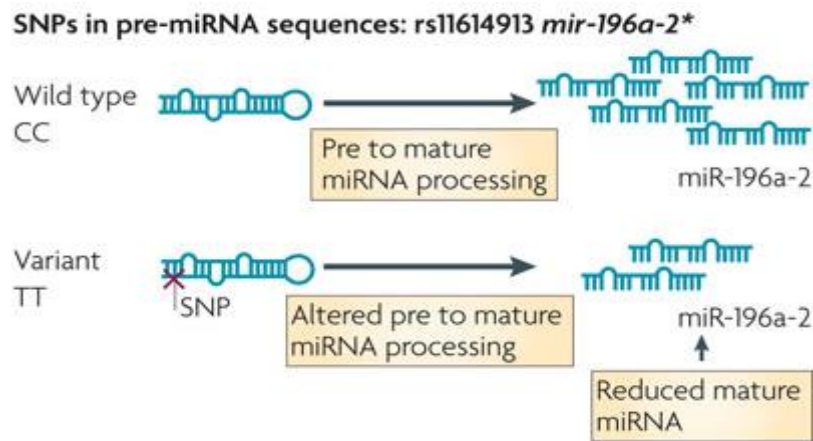 SNPs in pre-miRNA sequences: rs11614913 mir-196a-2*
Wild type
CC
Pre to mature
miRNA processing
miR-196a-2
Variant
TT
SNP
Altered pre to mature
miRNA processing
miR-196a-2
Reduced mature
miRNA